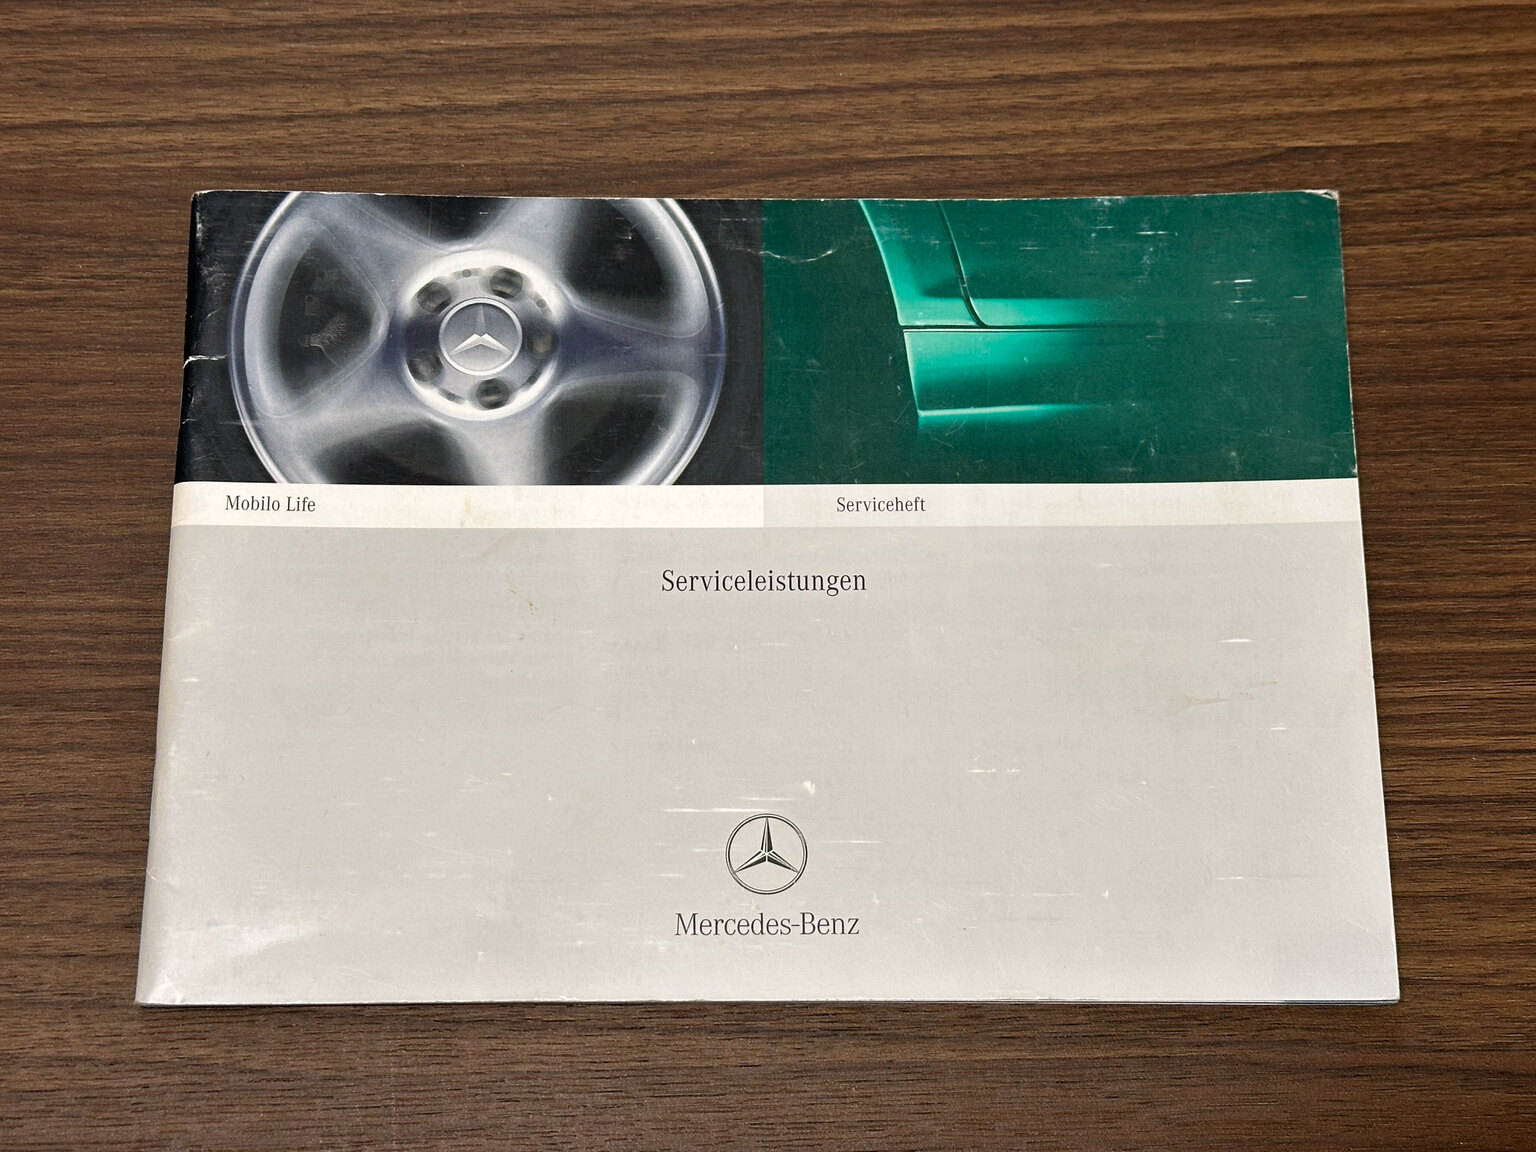 Mobilo Life
Serviceheft
Serviceleistungen
Mercedes-Benz